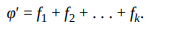 φ′ = f₁ + f₂ + . . . + fₖ.